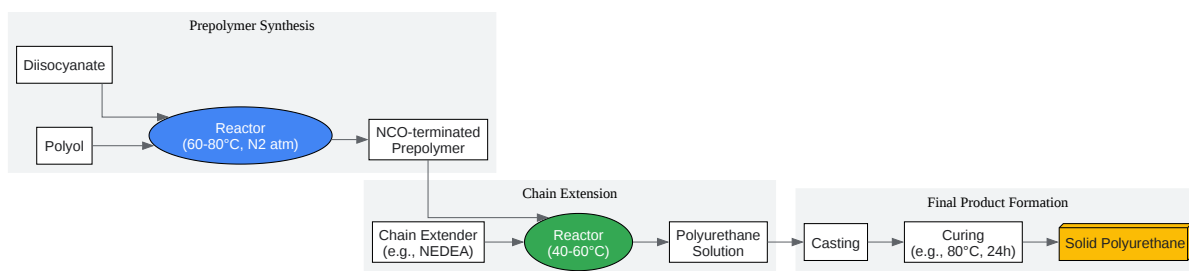 Prepolymer Synthesis
Diisocyanate
Polyol
Reactor
(60-80°C, N2 atm)
NCO-terminated
Prepolymer
Chain Extension
Chain Extender
(e.g., NEDEA)
Reactor
(40-60°C)
Polyurethane
Solution
Final Product Formation
Casting
Curing
(e.g., 80°C, 24h)
Solid Polyurethane